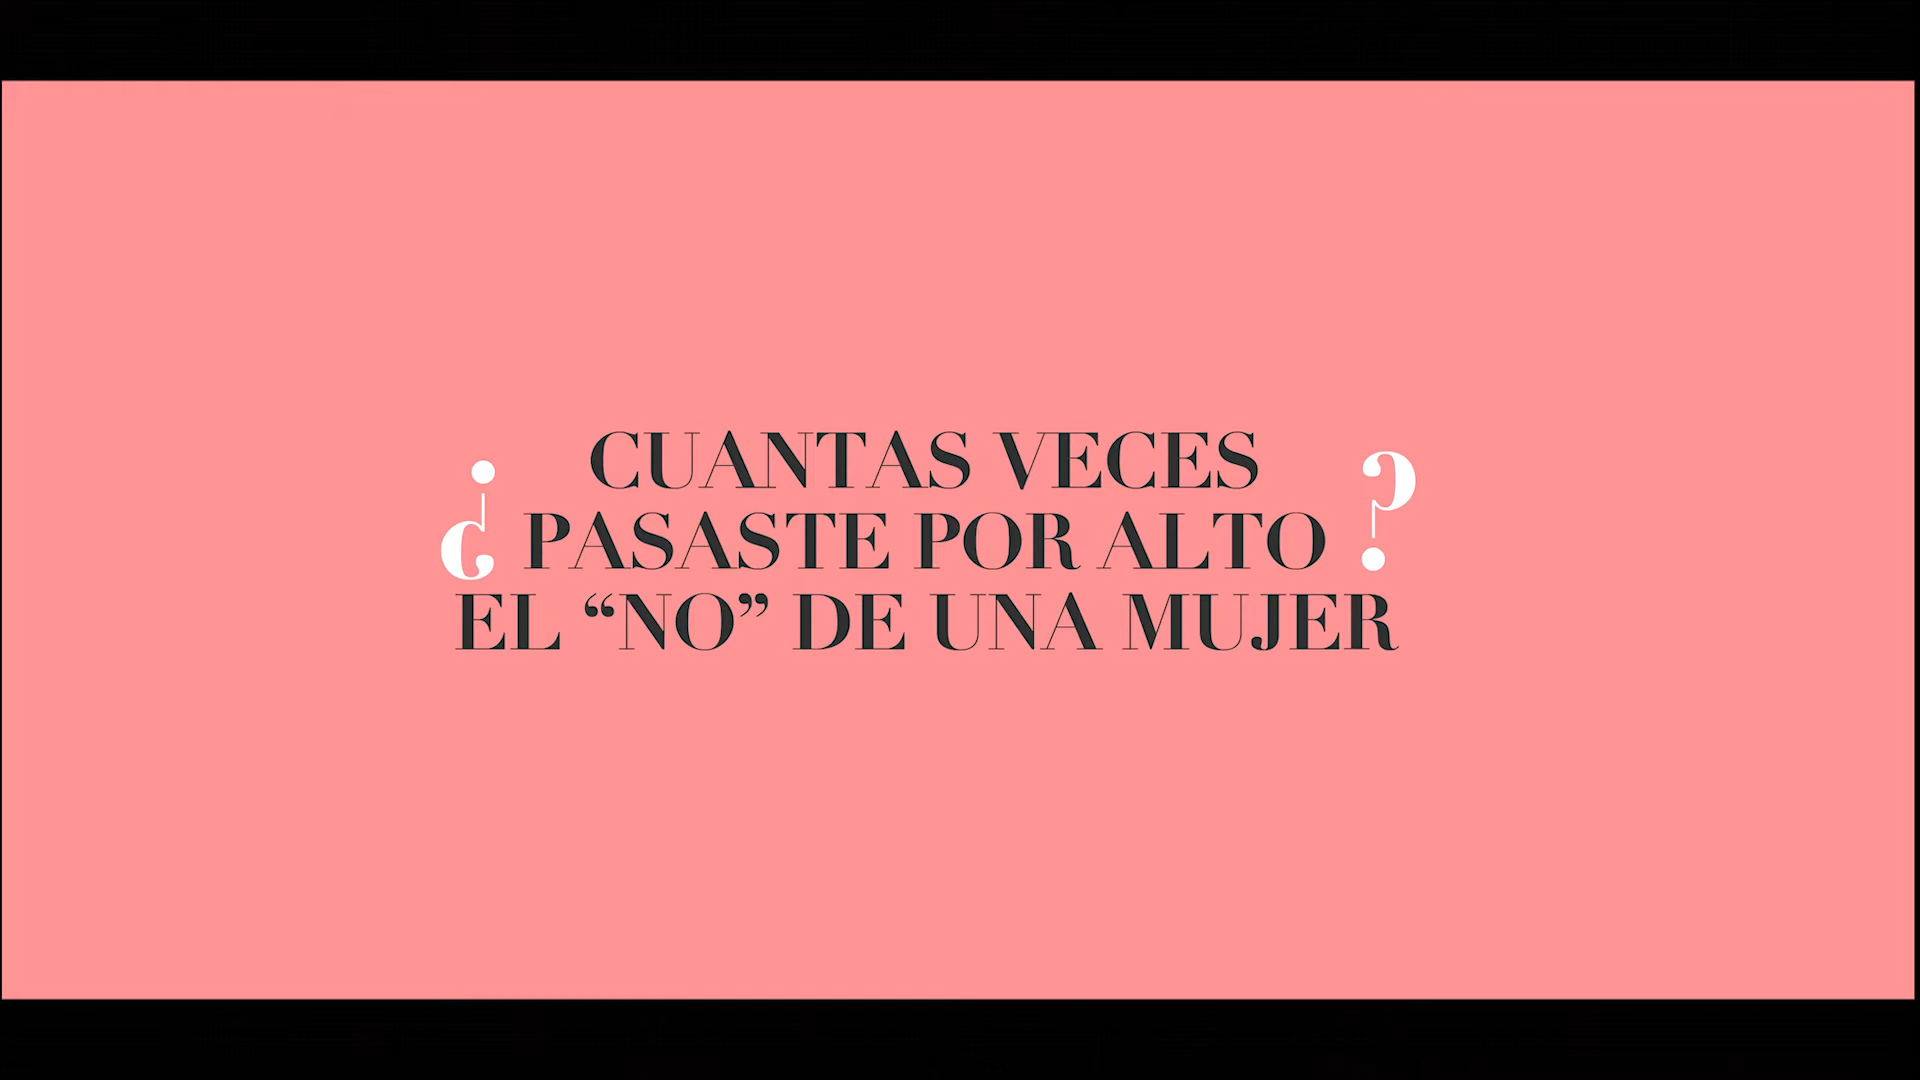 CUANTAS VECES
¿ PASASTE POR ALTO ?
EL “NO” DE UNA MUJER